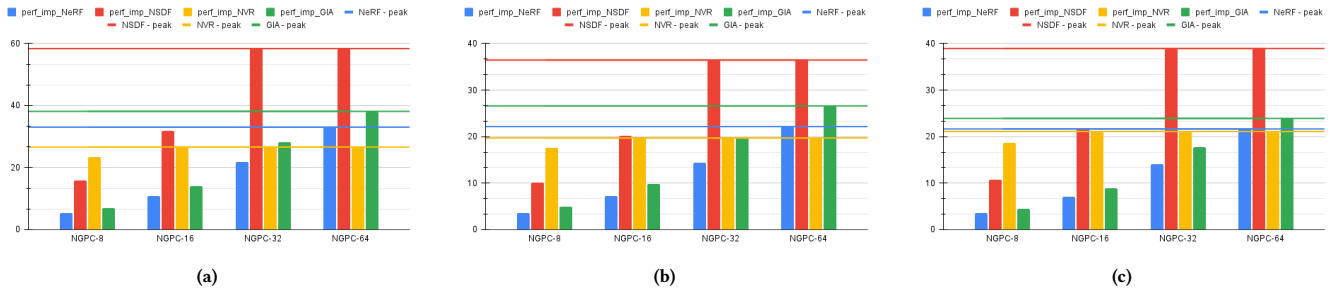 perf_imp_NeRF perf_imp_NSDF perf_imp_NVR perf_imp_GIA NeRF - peak
NSDF - peak NVR - peak GIA - peak
60
40
20
0
NGPC-8 NGPC-16 NGPC-32 NGPC-64
(a)
perf_imp_NeRF perf_imp_NSDF perf_imp_NVR perf_imp_GIA NeRF - peak
NSDF - peak NVR - peak GIA - peak
40
30
20
10
0
NGPC-8 NGPC-16 NGPC-32 NGPC-64
(b)
perf_imp_NeRF perf_imp_NSDF perf_imp_NVR perf_imp_GIA NeRF - peak
NSDF - peak NVR - peak GIA - peak
40
30
20
10
0
NGPC-8 NGPC-16 NGPC-32 NGPC-64
(c)